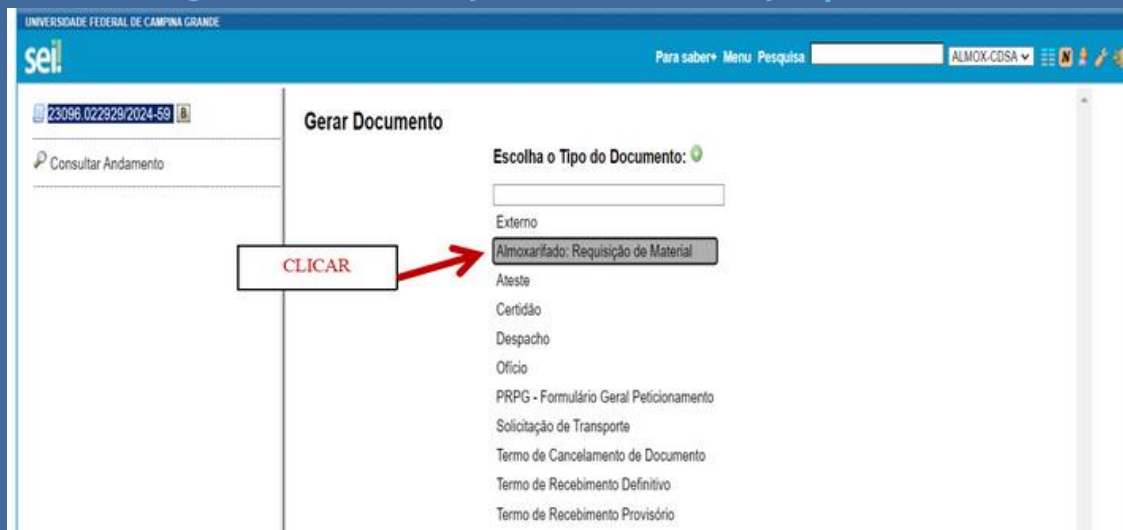 UNIVERSIDADE FEDERAL DE CAMPINA GRANDE
sei!
Para saber+ Menu Pesquisa
ALMOX-CDSA
N
23096.022929/2024-59
B
Consultar Andamento
Gerar Documento
Escolha o Tipo do Documento:
Externo
Almoxarifado: Requisição de Material
CLICAR
Ateste
Certidão
Despacho
Ofício
PRPG - Formulário Geral Peticionamento
Solicitação de Transporte
Termo de Cancelamento de Documento
Termo de Recebimento Definitivo
Termo de Recebimento Provisório